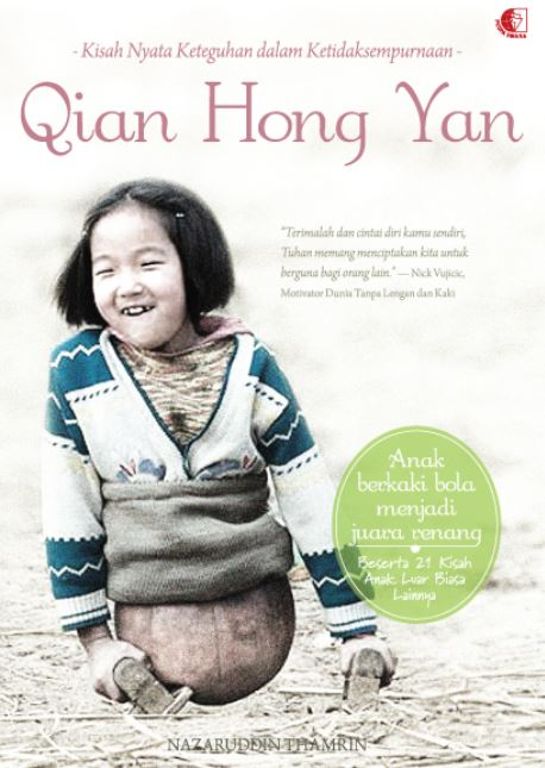 - Kisah Nyata Keteguhan dalam Ketidaksempurnaan -
Qian Hong Yan
"Terimalah dan cintai diri kamu sendiri,
Tuhan memang menciptakan kita untuk
berguna bagi orang lain." — Nick Vujicic,
Motivator Dunia Tanpa Lengan dan Kaki
Anak
berkaki bola
menjadi
juara renang
Beserta 21 Kisah
Anak Luar Biasa
Lainnya
NAZARUDDIN THAMRIN